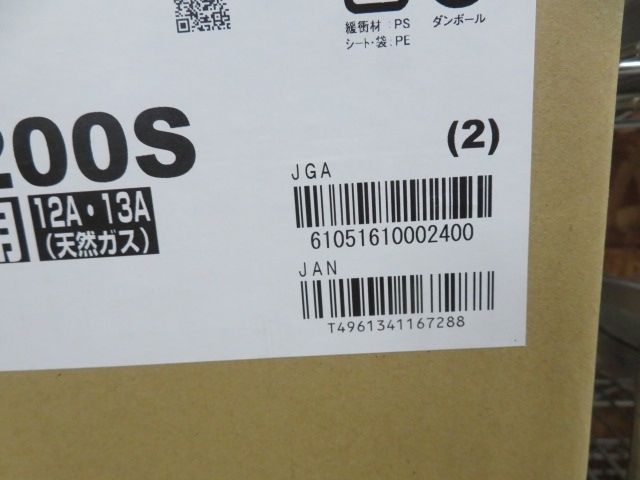 緩衝材:PS ダンボール
シート・袋:PE
200S
(2)
JGA
用 12A・13A
(天然ガス)
61051610002400
JAN
T4961341167288